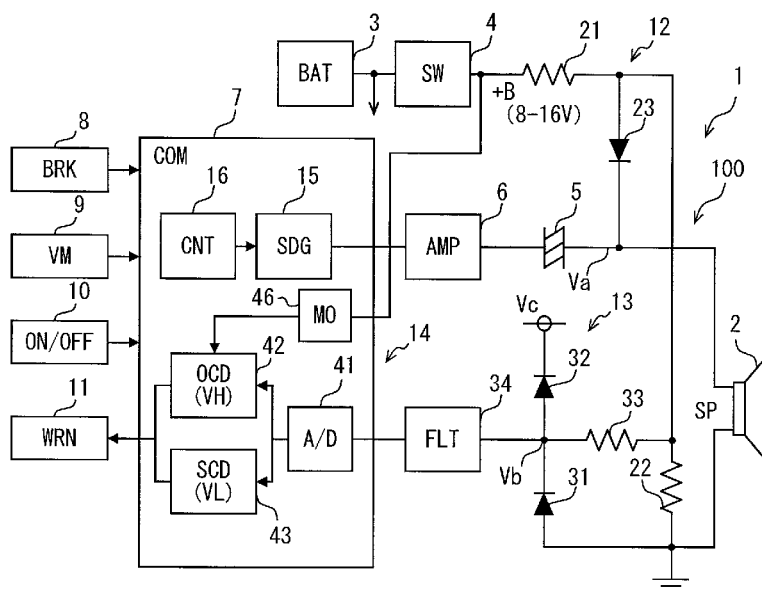 3
BAT
4
SW
21
+B
(8-16V)
12
1
23
100
7
COM
8
BRK
16
CNT
15
SDG
6
AMP
5
Va
9
VM
10
ON/OFF
46
MO
14
Vc
13
32
2
SP
11
WRN
42
OCD
(VH)
41
A/D
34
FLT
33
Vb
22
31
SCD
(VL)
43